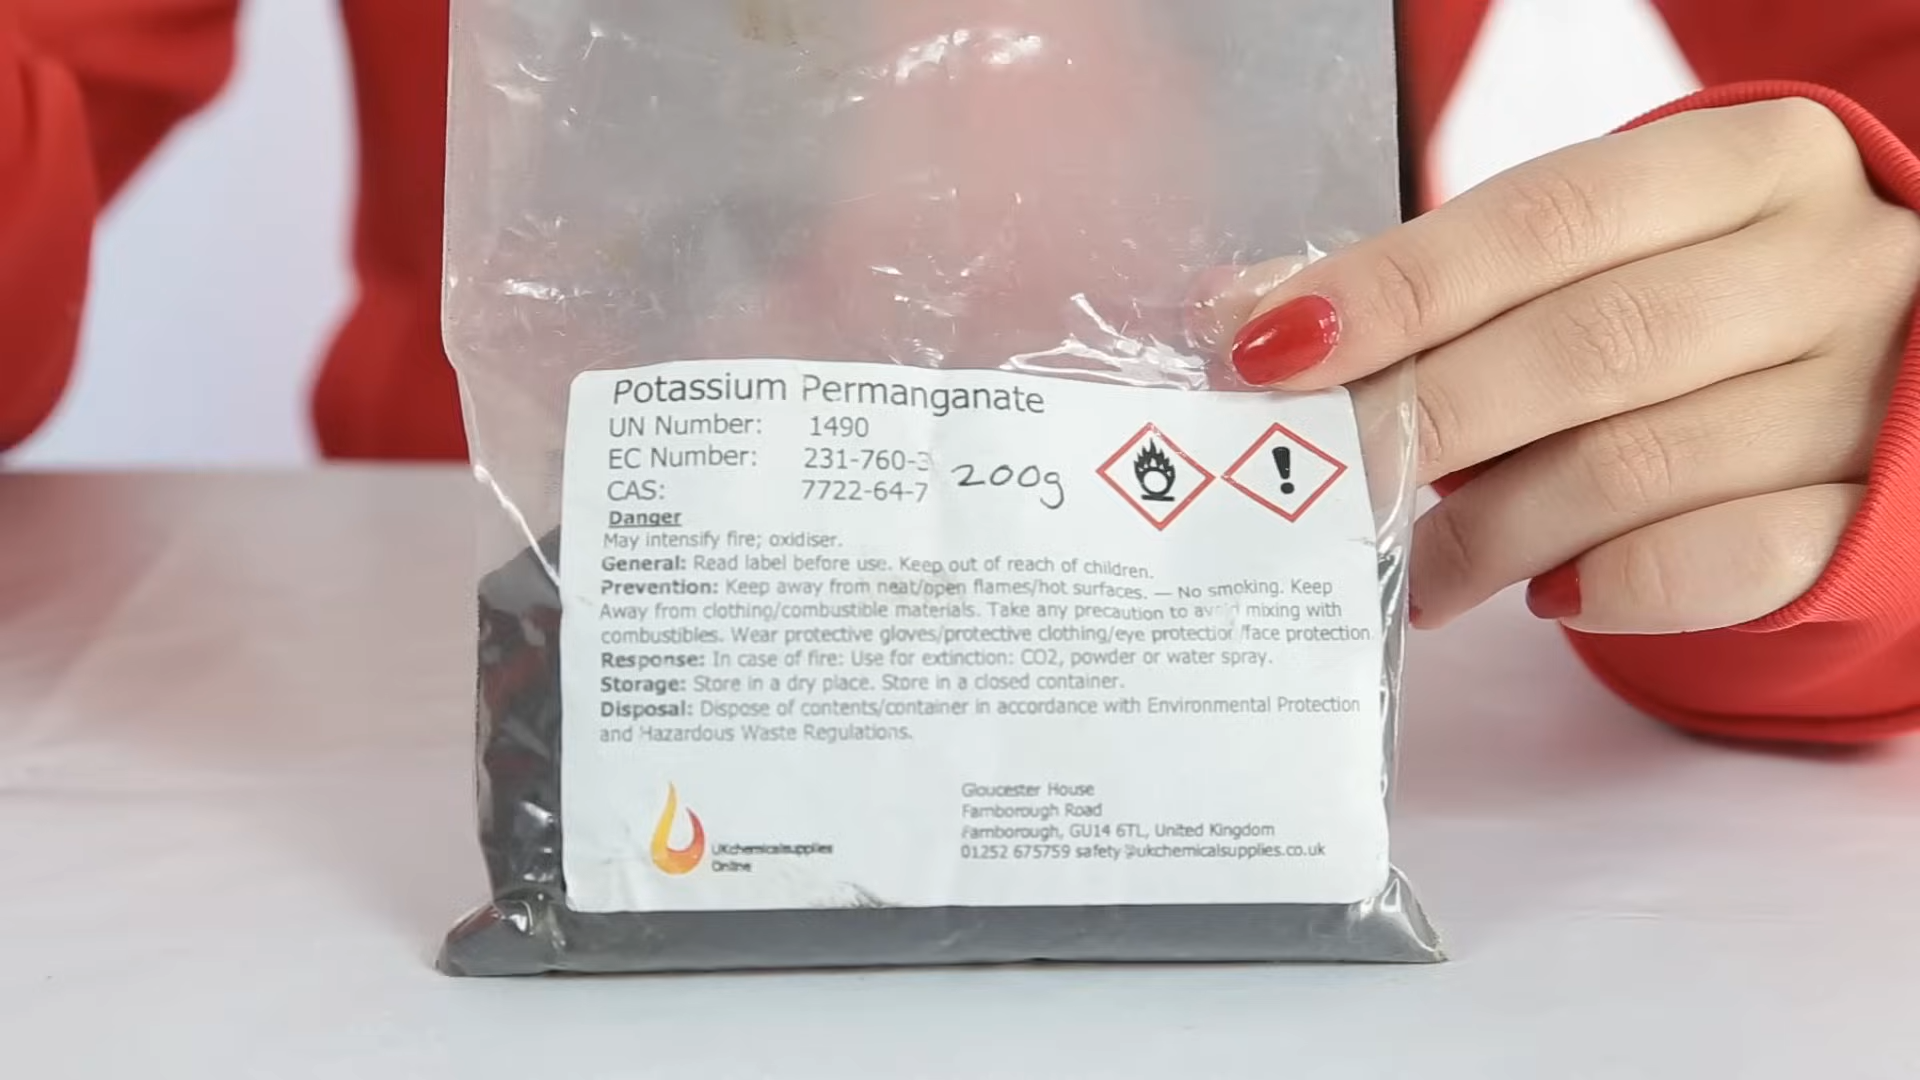 Potassium Permanganate
UN Number: 1490
EC Number: 231-760-3
CAS: 7722-64-7
200g
Danger
May intensify fire; oxidiser.
General: Read label before use. Keep out of reach of children.
Prevention: Keep away from heat/open flames/hot surfaces. — No smoking. Keep
Away from clothing/combustible materials. Take any precaution to avoid mixing with
combustibles. Wear protective gloves/protective clothing/eye protection/face protection.
Response: In case of fire: Use for extinction: CO2, powder or water spray.
Storage: Store in a dry place. Store in a closed container.
Disposal: Dispose of contents/container in accordance with Environmental Protection
and Hazardous Waste Regulations.
UKchemicalsupplies
Online
Gloucester House
Farnborough Road
Farnborough, GU14 6TL, United Kingdom
01252 675759 safety@ukchemicalsupplies.co.uk